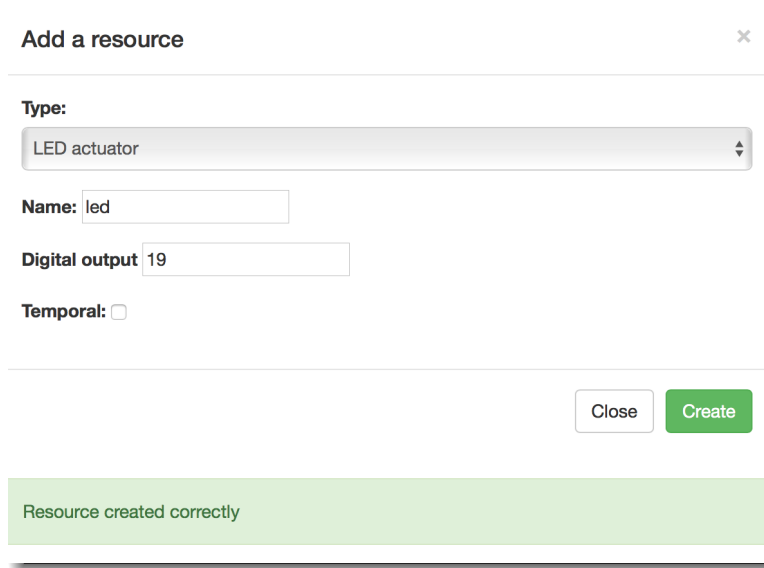 Add a resource ×
Type:
LED actuator
Name: led
Digital output 19
Temporal:
Close Create
Resource created correctly